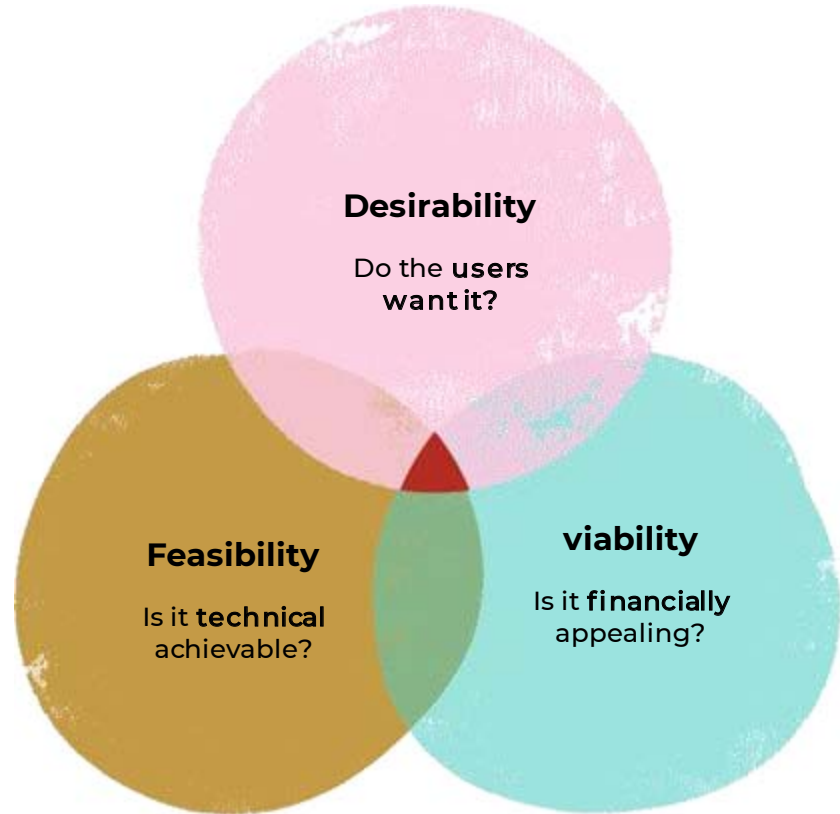 Desirability
Do the users
want it?
Feasibility
Is it technical
achievable?
viability
Is it financially
appealing?